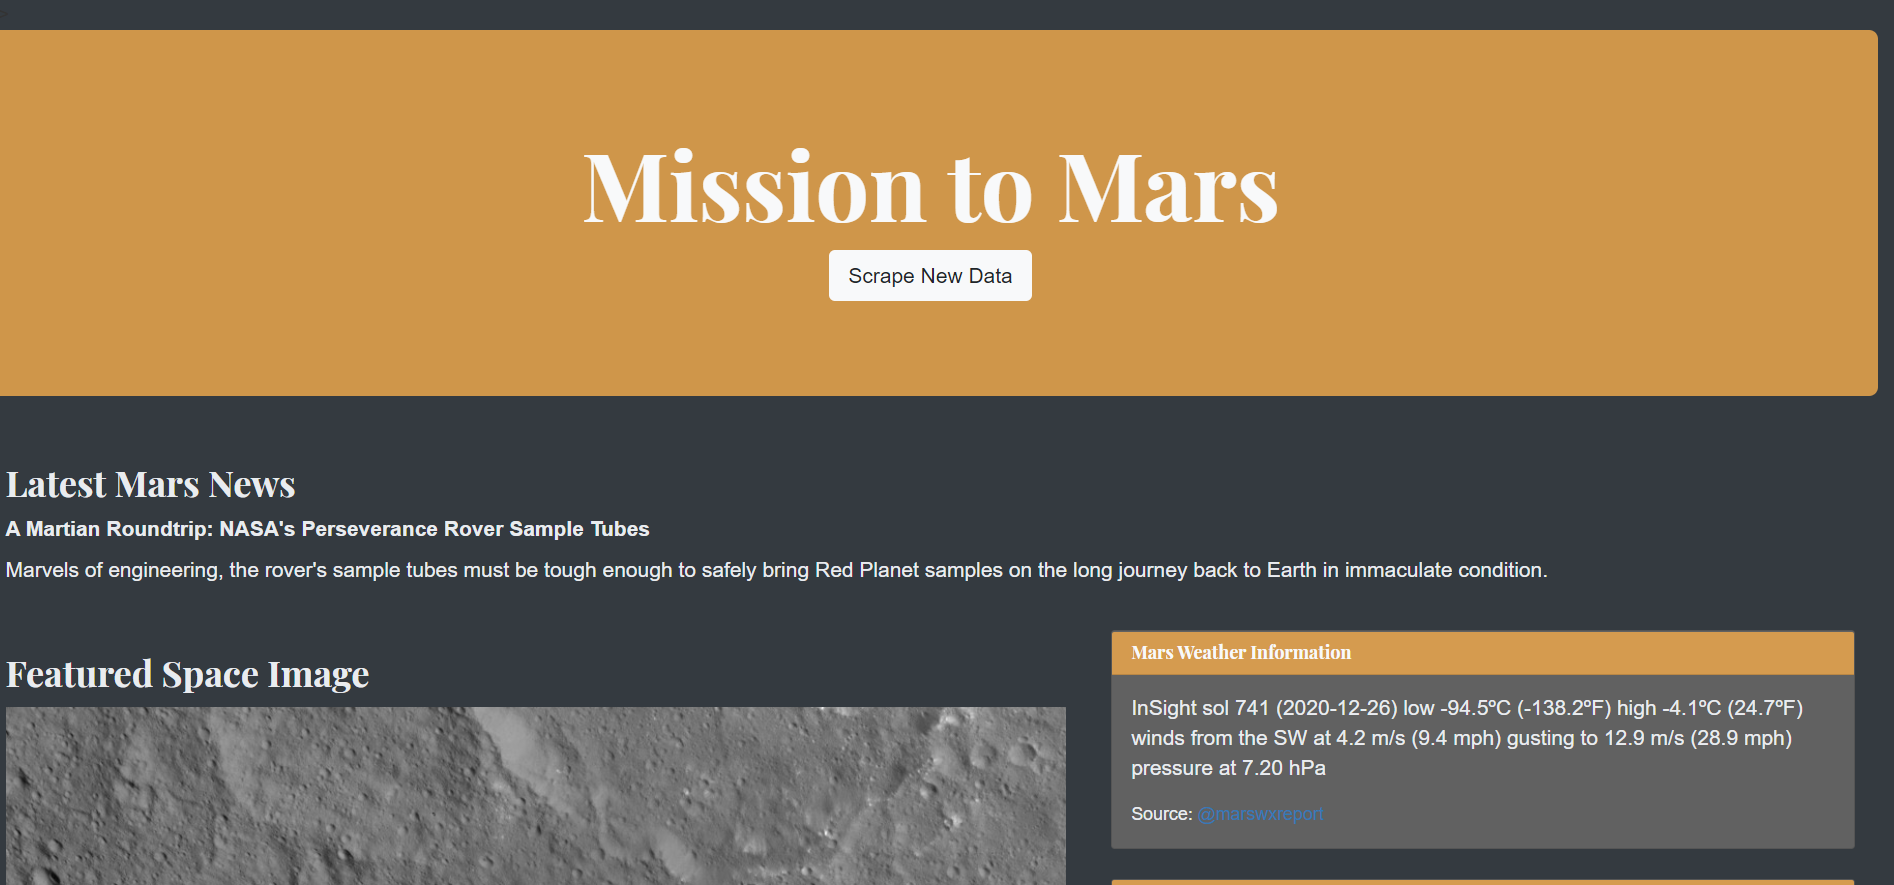 Mission to Mars
Scrape New Data
Latest Mars News
A Martian Roundtrip: NASA's Perseverance Rover Sample Tubes
Marvels of engineering, the rover's sample tubes must be tough enough to safely bring Red Planet samples on the long journey back to Earth in immaculate condition.
Featured Space Image
Mars Weather Information
InSight sol 741 (2020-12-26) low -94.5ºC (-138.2ºF) high -4.1ºC (24.7ºF)
winds from the SW at 4.2 m/s (9.4 mph) gusting to 12.9 m/s (28.9 mph)
pressure at 7.20 hPa
Source: @marswxreport